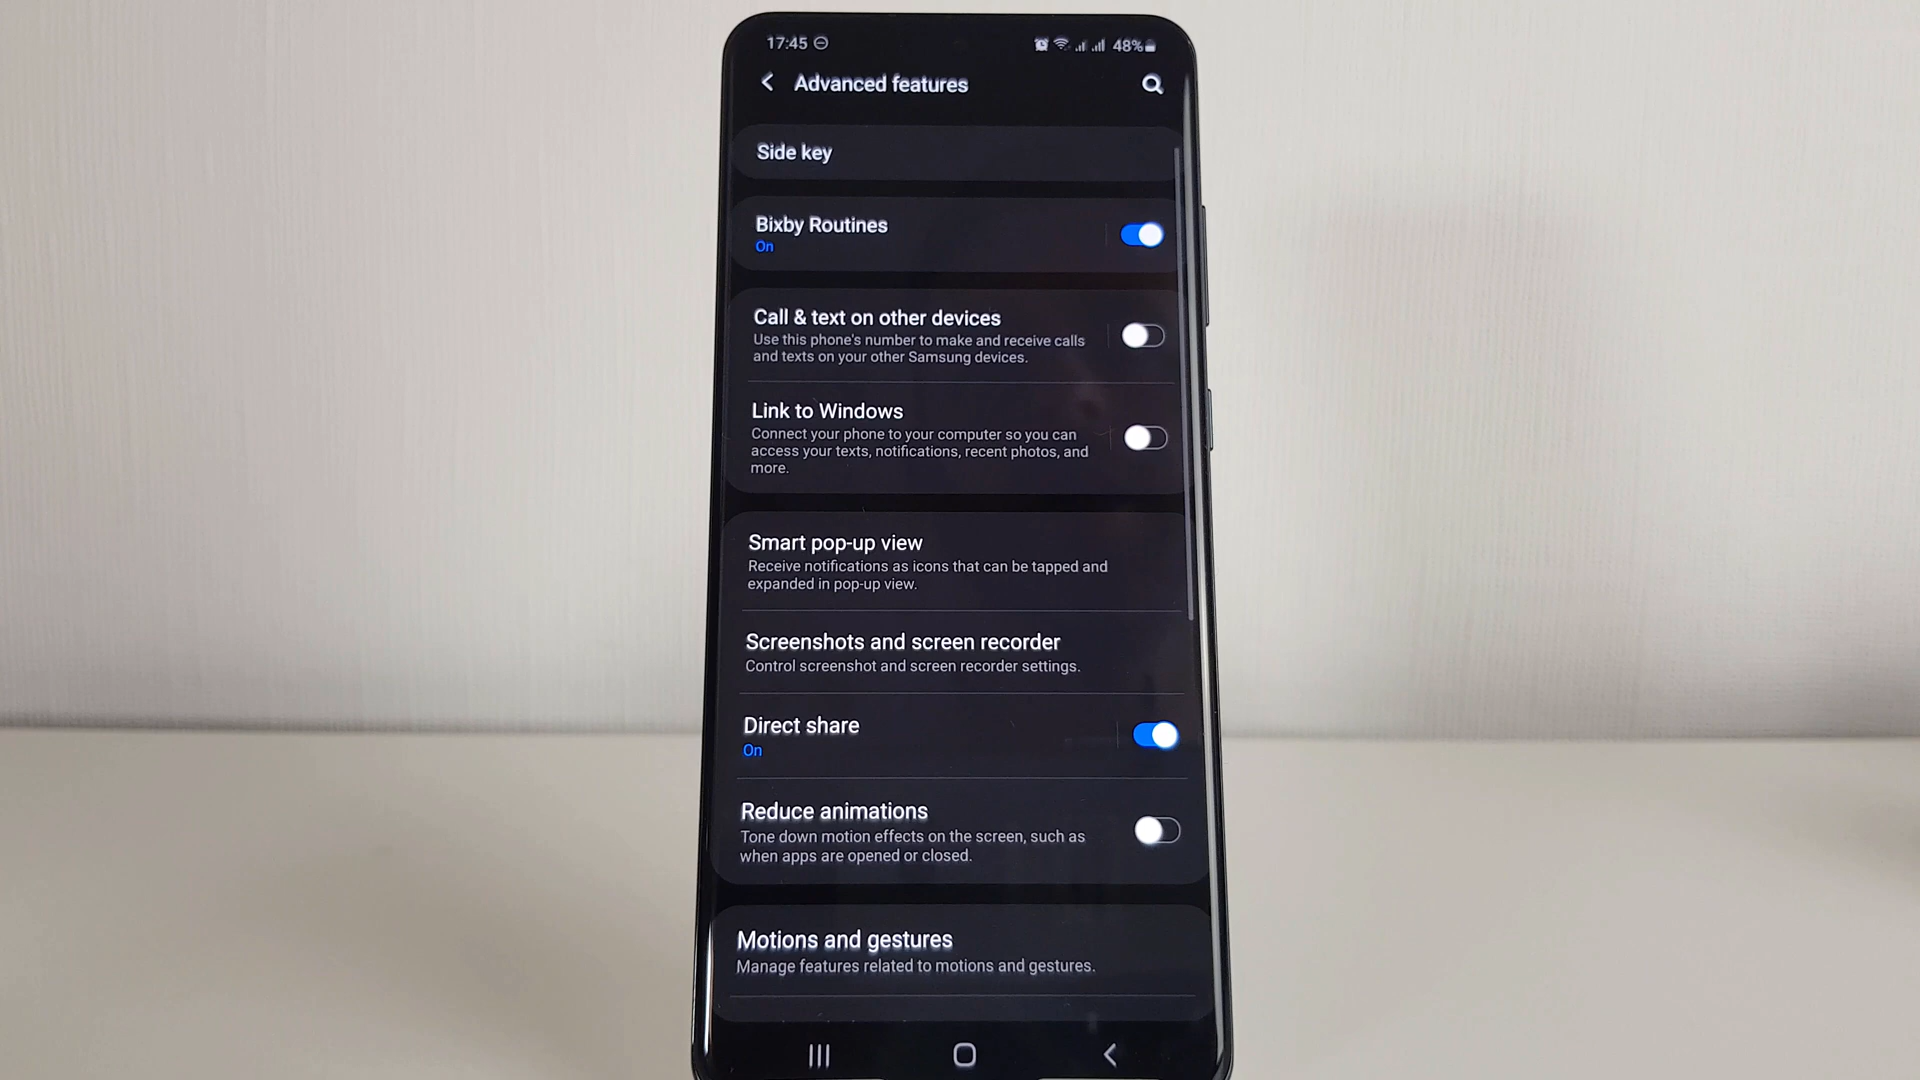 17:45
48%
Advanced features
Side key
Bixby Routines
On
Call & text on other devices
Use this phone's number to make and receive calls
and texts on your other Samsung devices.
Link to Windows
Connect your phone to your computer so you can
access your texts, notifications, recent photos, and
more.
Smart pop-up view
Receive notifications as icons that can be tapped and
expanded in pop-up view.
Screenshots and screen recorder
Control screenshot and screen recorder settings.
Direct share
On
Reduce animations
Tone down motion effects on the screen, such as
when apps are opened or closed.
Motions and gestures
Manage features related to motions and gestures.